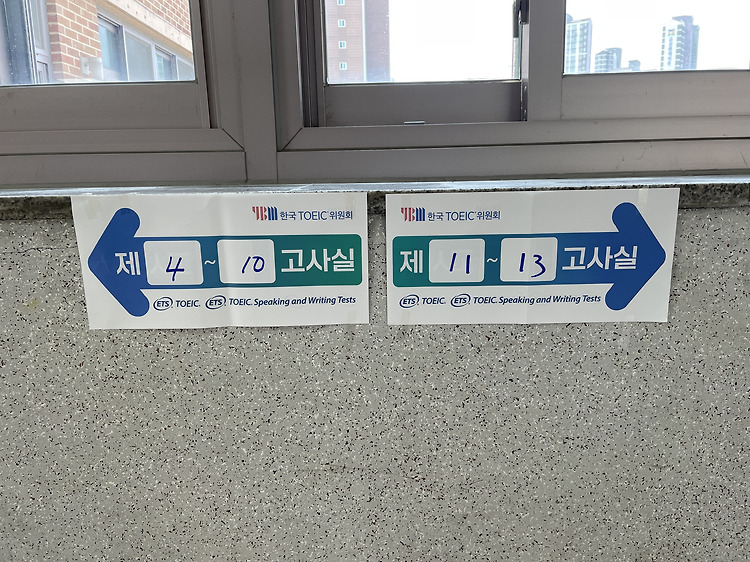 YBM 한국 TOEIC 위원회
제 4 ~ 10 고사실
ETS TOEIC. ETS TOEIC. Speaking and Writing Tests
YBM 한국 TOEIC 위원회
제 11 ~ 13 고사실
ETS TOEIC. ETS TOEIC. Speaking and Writing Tests